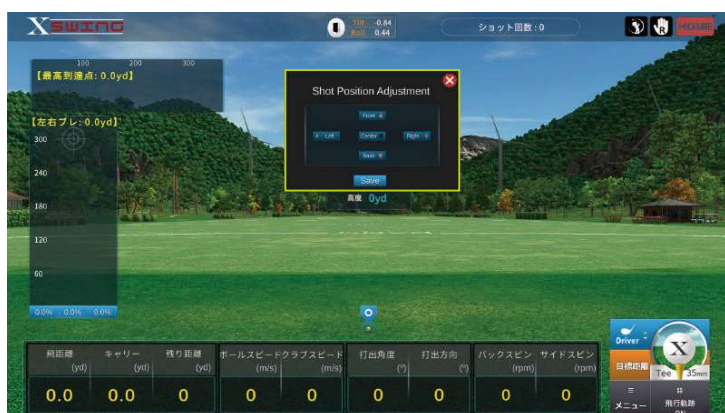 XSWING
Tilt -0.84
Roll 0.44
ショット回数 : 0
R
HOME
100 200 300
【最高到達点: 0.0yd】
【左右ブレ: 0.0yd】
300
240
180
120
60
0.0% 0.0% 0.0%
Shot Position Adjustment
Front
Left Center Right
Back
Save
高度 0yd
飛距離 (yd) キャリー (yd) 残り距離 (yd) ボールスピード (m/s) クラブスピード (m/s) 打出角度 (°) 打出方向 (°) バックスピン (rpm) サイドスピン (rpm)
0.0 0.0 0 0 0 0 0 0 0
Driver
目標距離
X
Tee 35mm
メニュー
飛行軌跡
ON